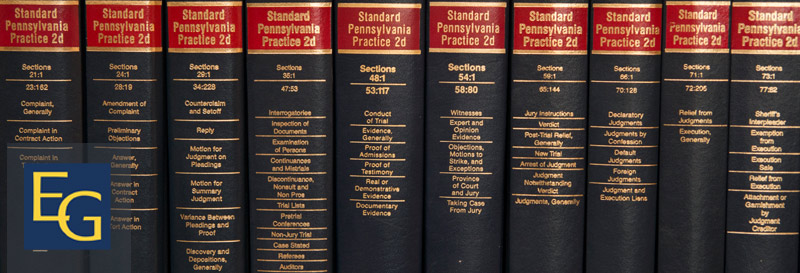 Standard
Pennsylvania
Practice 2d
Sections
21:1
23:162
Complaint,
Generally
Complaint in
Contract Action
Complaint in
Standard
Pennsylvania
Practice 2d
Sections
24:1
28:19
Amendment of
Complaint
Preliminary
Objections
Answer,
Generally
Answer in
Contract
Action
Answer in
Tort Action
Standard
Pennsylvania
Practice 2d
Sections
29:1
34:228
Counterclaim
and Setoff
Reply
Motion for
Judgment on
Pleadings
Motion for
Summary
Judgment
Variance Between
Pleadings and
Proof
Discovery and
Depositions,
Generally
Standard
Pennsylvania
Practice 2d
Sections
35:1
47:53
Interrogatories
Inspection of
Documents
Examination of
Persons
Continuances
and Mistrials
Discontinuance,
Nonsuit and
Non Pros
Trial Lists
Pretrial
Conferences
Non-Jury Trial
Case Stated
Referees
Auditors
Standard
Pennsylvania
Practice 2d
Sections
48:1
53:117
Conduct
of Trial
Evidence,
Generally
Proof of
Admissions
Proof of
Testimony
Real or
Demonstrative
Evidence
Documentary
Evidence
Standard
Pennsylvania
Practice 2d
Sections
54:1
58:80
Witnesses
Expert and
Opinion
Evidence
Objections,
Motions to
Strike, and
Exceptions
Province
of Court
and Jury
Taking Case
From Jury
Standard
Pennsylvania
Practice 2d
Sections
59:1
65:144
Jury Instructions
Verdict
Post-Trial Relief,
Generally
New Trial
Arrest of Judgment
Judgment
Notwithstanding
Verdict
Judgments, Generally
Standard
Pennsylvania
Practice 2d
Sections
66:1
70:128
Declaratory
Judgments
Judgments by
Confession
Default
Judgments
Foreign
Judgments
Judgment and
Execution Liens
Standard
Pennsylvania
Practice 2d
Sections
71:1
72:206
Relief from
Judgments
Execution,
Generally
Standard
Pennsylvania
Practice 2d
Sections
73:1
77:82
Sheriff's
Interpleader
Exemption
from
Execution
Execution
Sale
Relief from
Execution
Attachment or
Garnishment
by
Judgment
Creditor
EG